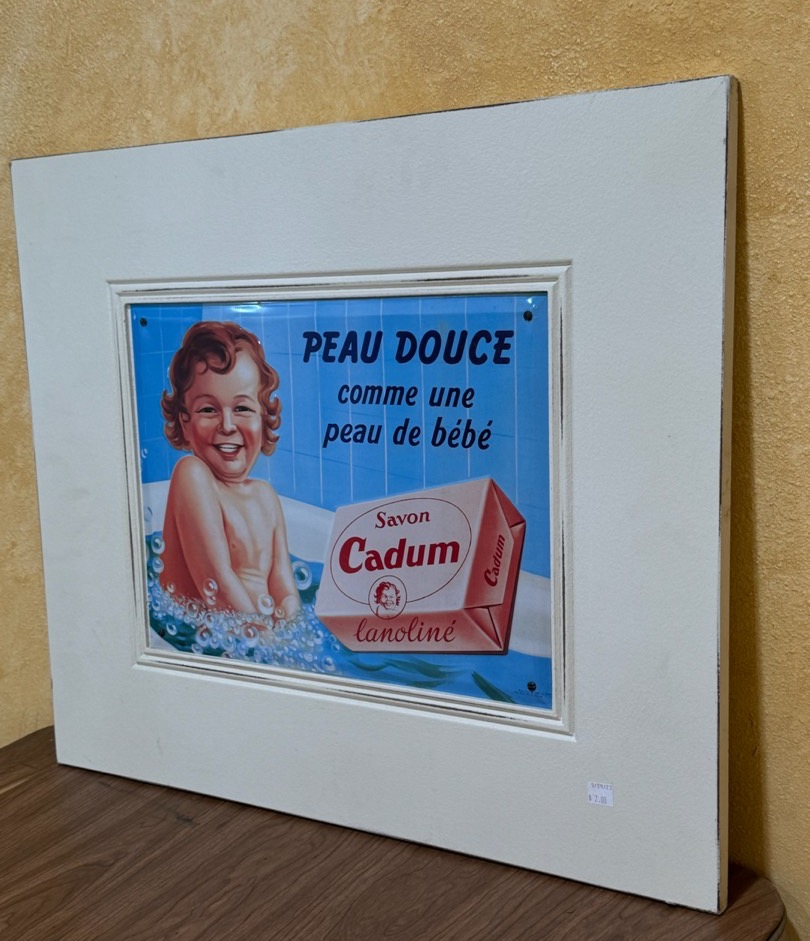 PEAU DOUCE
comme une
peau de bébé
Savon
Cadum
lanoliné
Cadum